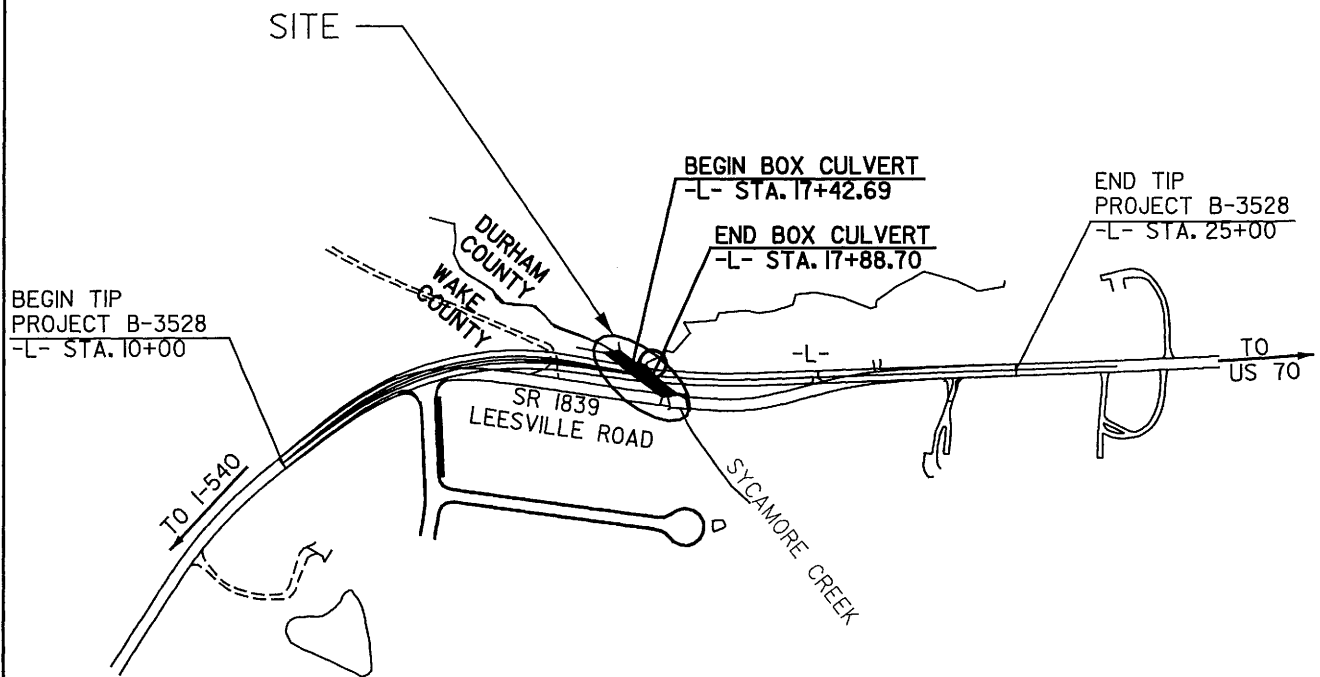 SITE
BEGIN BOX CULVERT
-L- STA. 17+42.69
END BOX CULVERT
-L- STA. 17+88.70
END TIP
PROJECT B-3528
-L- STA. 25+00
DURHAM
COUNTY
WAKE
COUNTY
BEGIN TIP
PROJECT B-3528
-L- STA. 10+00
-L-
TO
US 70
SR 1839
LEESVILLE ROAD
TO I-540
SYCAMORE CREEK